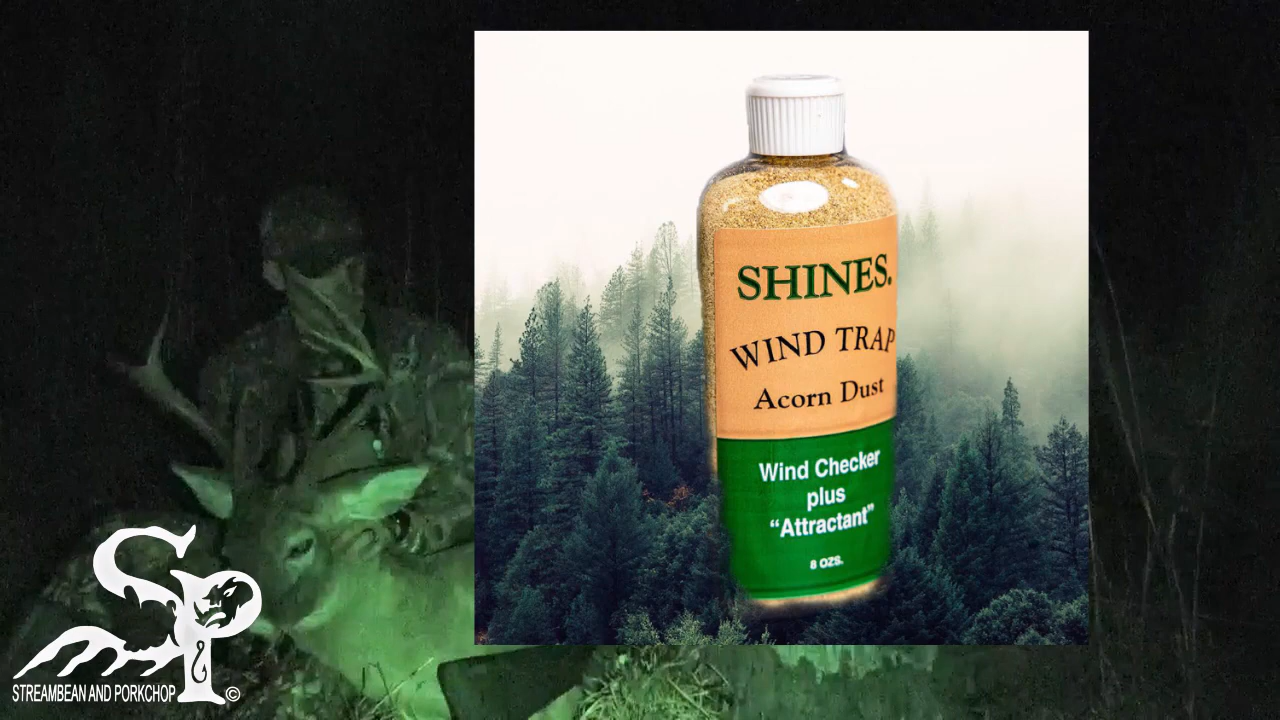 SHINES.
WIND TRAP
Acorn Dust
Wind Checker
plus
“Attractant”
8 OZS.
SP
STREAMBEAN AND PORKCHOP ©